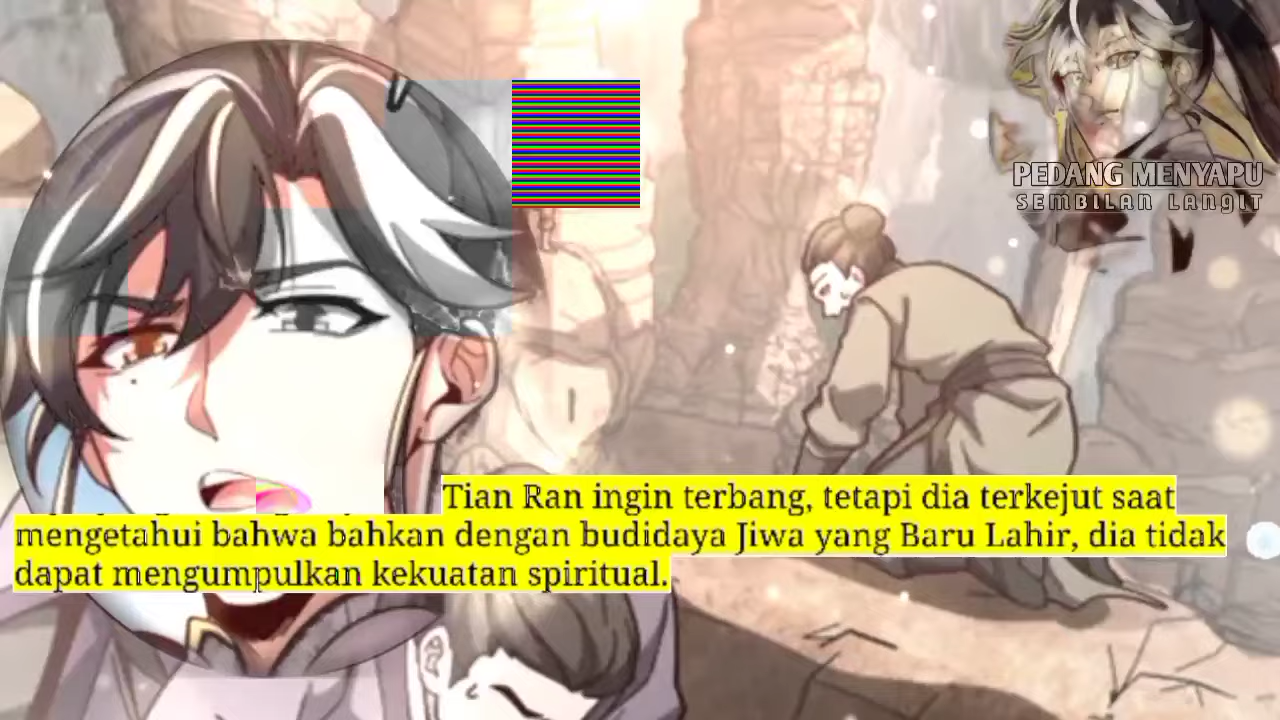 PEDANG MENYAPU
SEMBILAN LANGIT
Tian Ran ingin terbang, tetapi dia terkejut saat
mengetahui bahwa bahkan dengan budidaya Jiwa yang Baru Lahir, dia tidak
dapat mengumpulkan kekuatan spiritual.